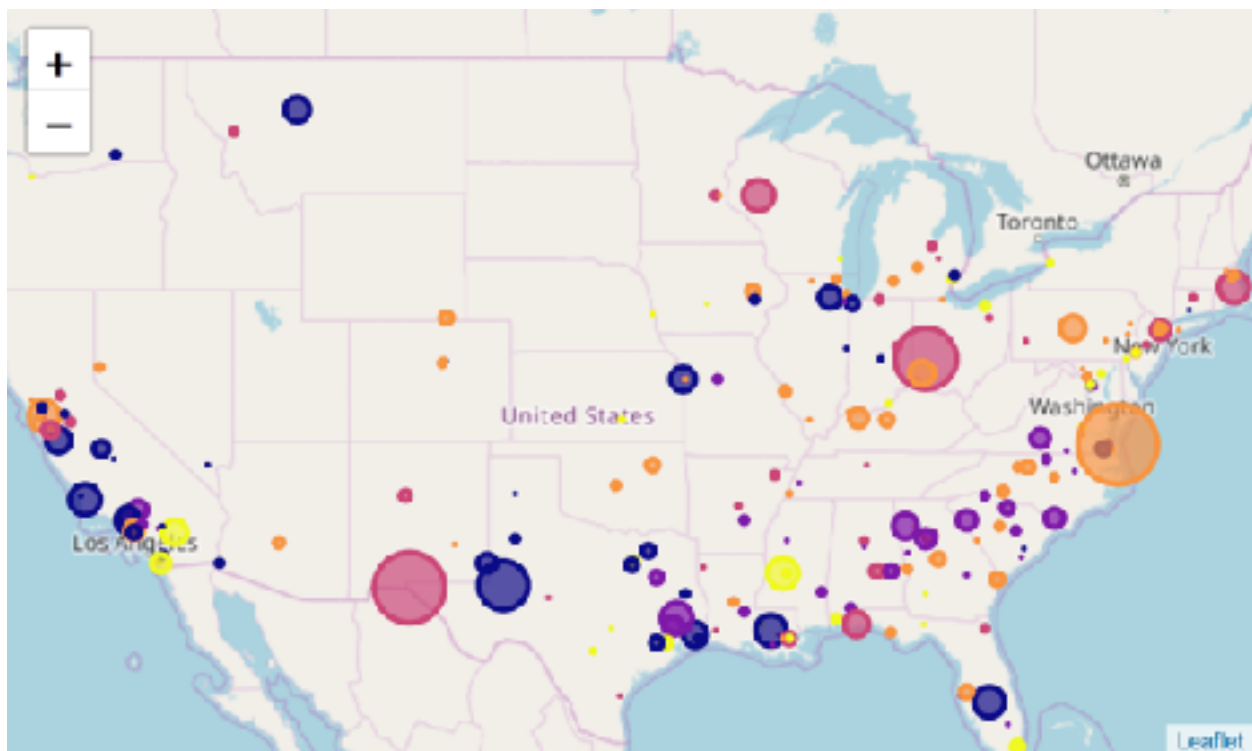 +
−
Ottawa
Toronto
New York
United States
Washington
Los Angeles
Leaflet